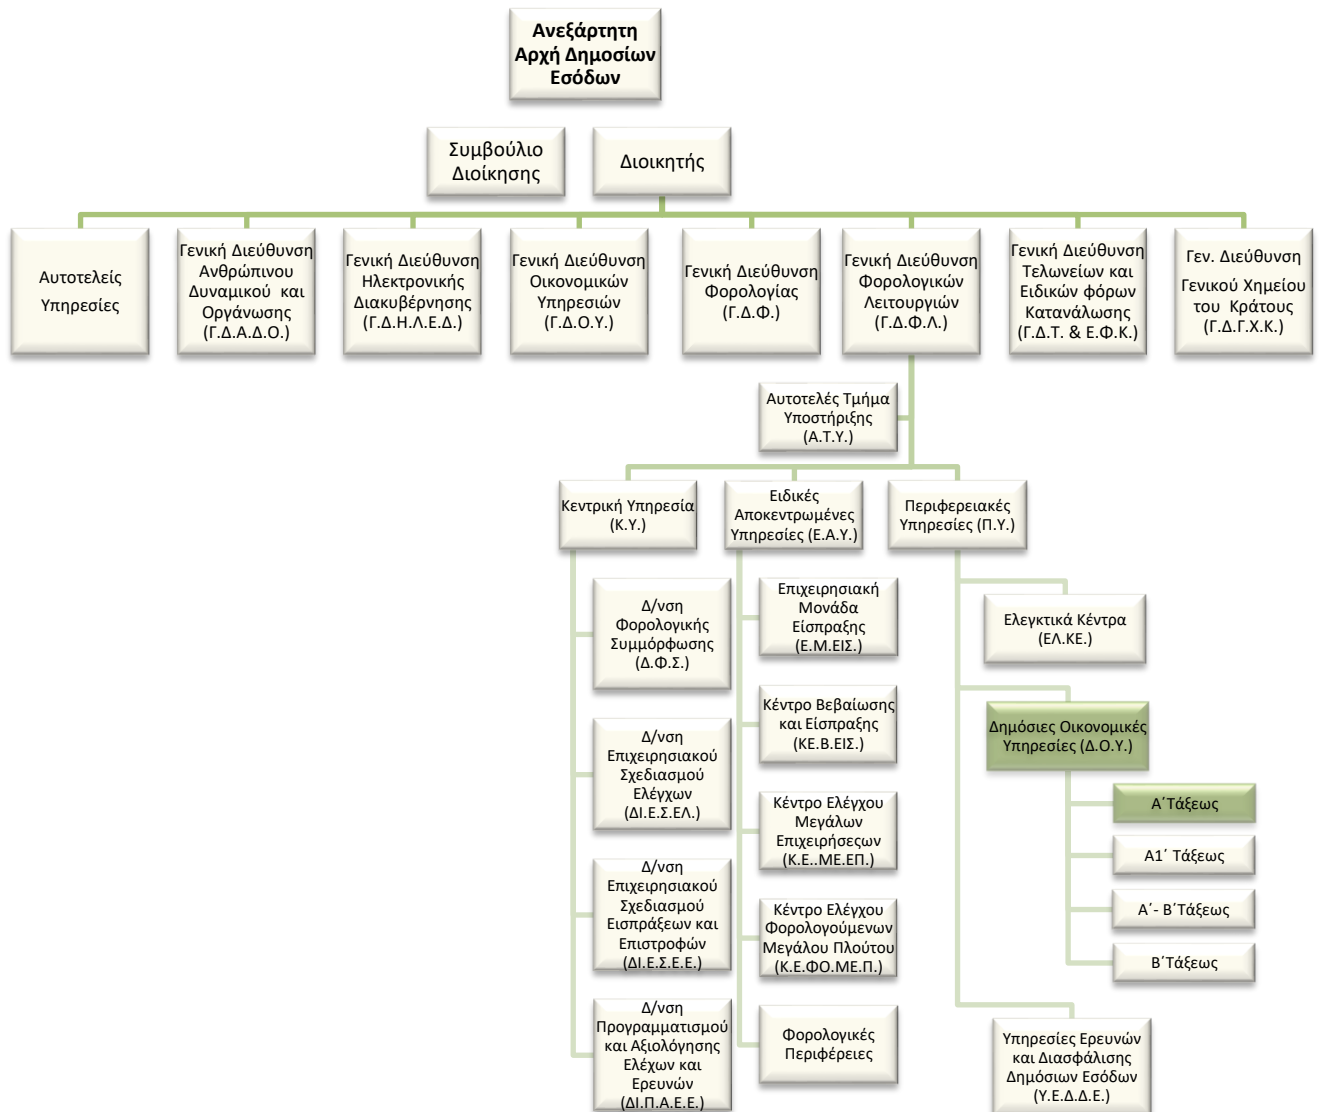 Ανεξάρτητη
Αρχή Δημοσίων
Εσόδων
Συμβούλιο
Διοίκησης
Διοικητής
Αυτοτελείς
Υπηρεσίες
Γενική Διεύθυνση
Ανθρώπινου
Δυναμικού και
Οργάνωσης
(Γ.Δ.Α.Δ.Ο.)
Γενική Διεύθυνση
Ηλεκτρονικής
Διακυβέρνησης
(Γ.Δ.Η.Λ.Ε.Δ.)
Γενική Διεύθυνση
Οικονομικών
Υπηρεσιών
(Γ.Δ.Ο.Υ.)
Γενική Διεύθυνση
Φορολογίας
(Γ.Δ.Φ.)
Γενική Διεύθυνση
Φορολογικών
Λειτουργιών
(Γ.Δ.Φ.Λ.)
Γενική Διεύθυνση
Τελωνείων και
Ειδικών φόρων
Κατανάλωσης
(Γ.Δ.Τ. & Ε.Φ.Κ.)
Γεν. Διεύθυνση
Γενικού Χημείου
του Κράτους
(Γ.Δ.Γ.Χ.Κ.)
Αυτοτελές Τμήμα
Υποστήριξης
(Α.Τ.Υ.)
Κεντρική Υπηρεσία
(Κ.Υ.)
Ειδικές
Αποκεντρωμένες
Υπηρεσίες (Ε.Α.Υ.)
Περιφερειακές
Υπηρεσίες (Π.Υ.)
Δ/νση
Φορολογικής
Συμμόρφωσης
(Δ.Φ.Σ.)
Δ/νση
Επιχειρησιακού
Σχεδιασμού
Ελέγχων
(ΔΙ.Ε.Σ.ΕΛ.)
Δ/νση
Επιχειρησιακού
Σχεδιασμού
Εισπράξεων και
Επιστροφών
(ΔΙ.Ε.Σ.Ε.Ε.)
Δ/νση
Προγραμματισμού
και Αξιολόγησης
Ελέχων και
Ερευνών
(ΔΙ.Π.Α.Ε.Ε.)
Επιχειρησιακή
Μονάδα
Είσπραξης
(Ε.Μ.ΕΙΣ.)
Κέντρο Βεβαίωσης
και Είσπραξης
(ΚΕ.Β.ΕΙΣ.)
Κέντρο Ελέγχου
Μεγάλων
Επιχειρήσεςων
(Κ.Ε..ΜΕ.ΕΠ.)
Κέντρο Ελέγχου
Φορολογούμενων
Μεγάλου Πλούτου
(Κ.Ε.ΦΟ.ΜΕ.Π.)
Φορολογικές
Περιφέρειες
Ελεγκτικά Κέντρα
(ΕΛ.ΚΕ.)
Δημόσιες Οικονομικές
Υπηρεσίες (Δ.Ο.Υ.)
Α΄Τάξεως
Α1΄ Τάξεως
Α΄- Β΄Τάξεως
Β΄Τάξεως
Υπηρεσίες Ερευνών
και Διασφάλισης
Δημόσιων Εσόδων
(Υ.Ε.Δ.Δ.Ε.)